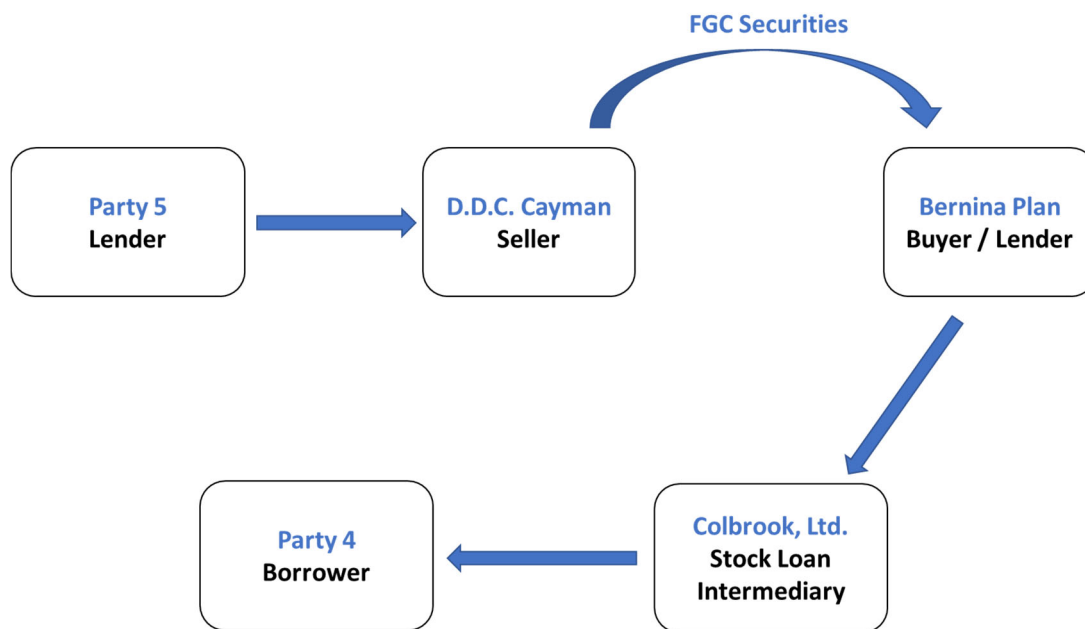 FGC Securities
Party 5
Lender
D.D.C. Cayman
Seller
Bernina Plan
Buyer / Lender
Party 4
Borrower
Colbrook, Ltd.
Stock Loan
Intermediary